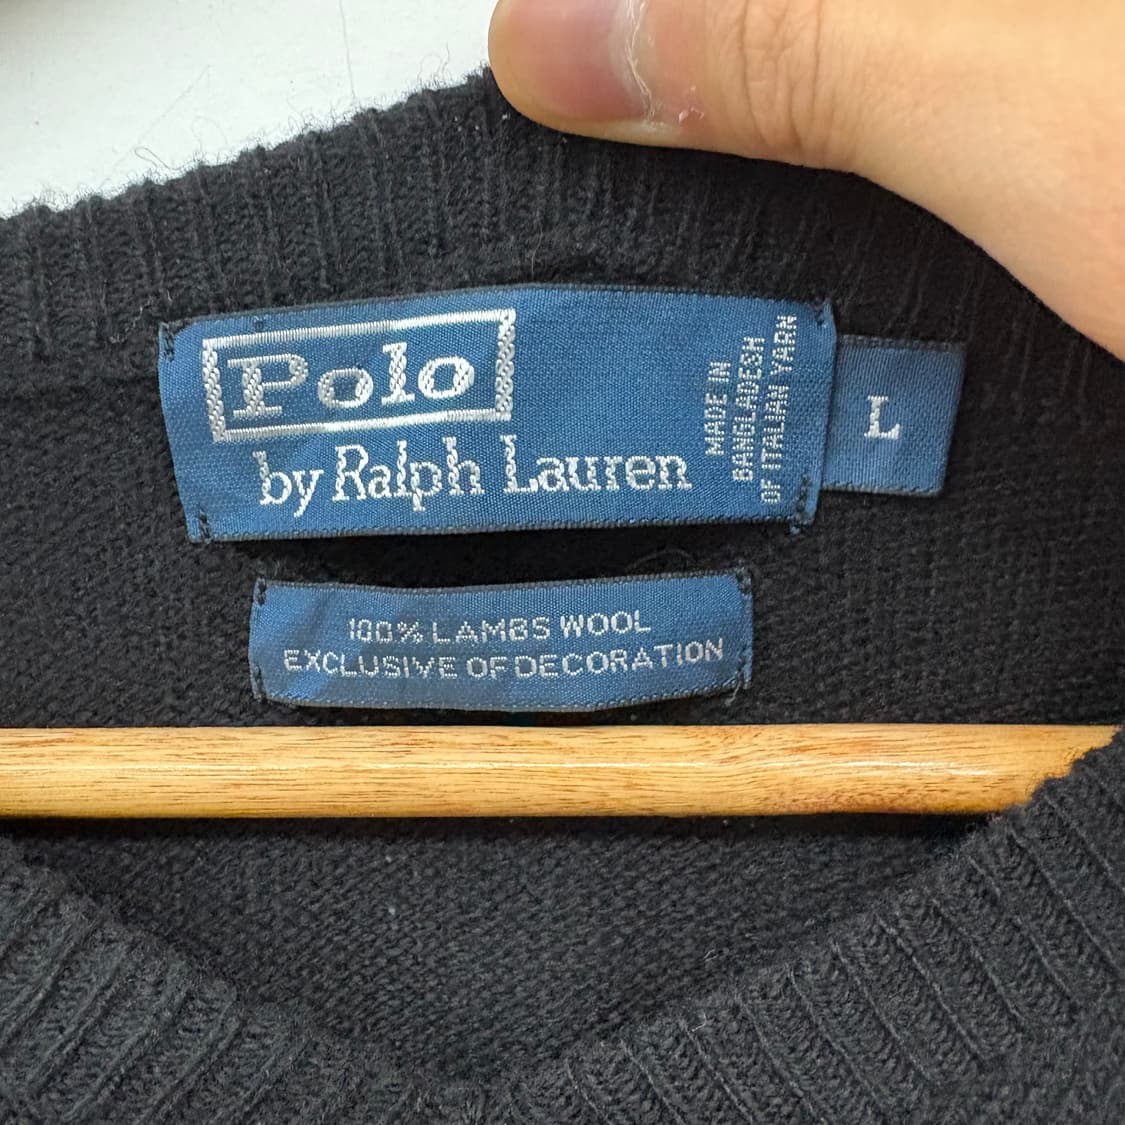 Polo
by Ralph Lauren
MADE IN
BANGLADESH
OF ITALIAN YARN
L
100% LAMBS WOOL
EXCLUSIVE OF DECORATION